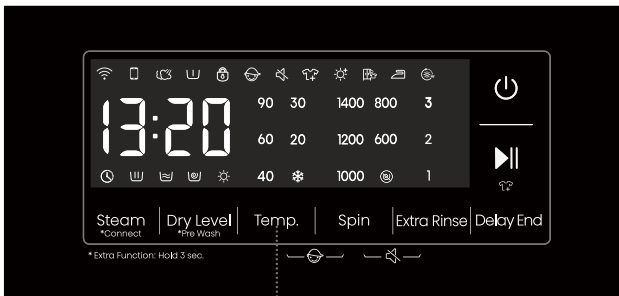 13:20
90 30 1400 800 3
60 20 1200 600 2
40 1000 1
Steam Dry Level Temp. Spin Extra Rinse Delay End
*Connect *Pre Wash
* Extra Function: Hold 3 sec.